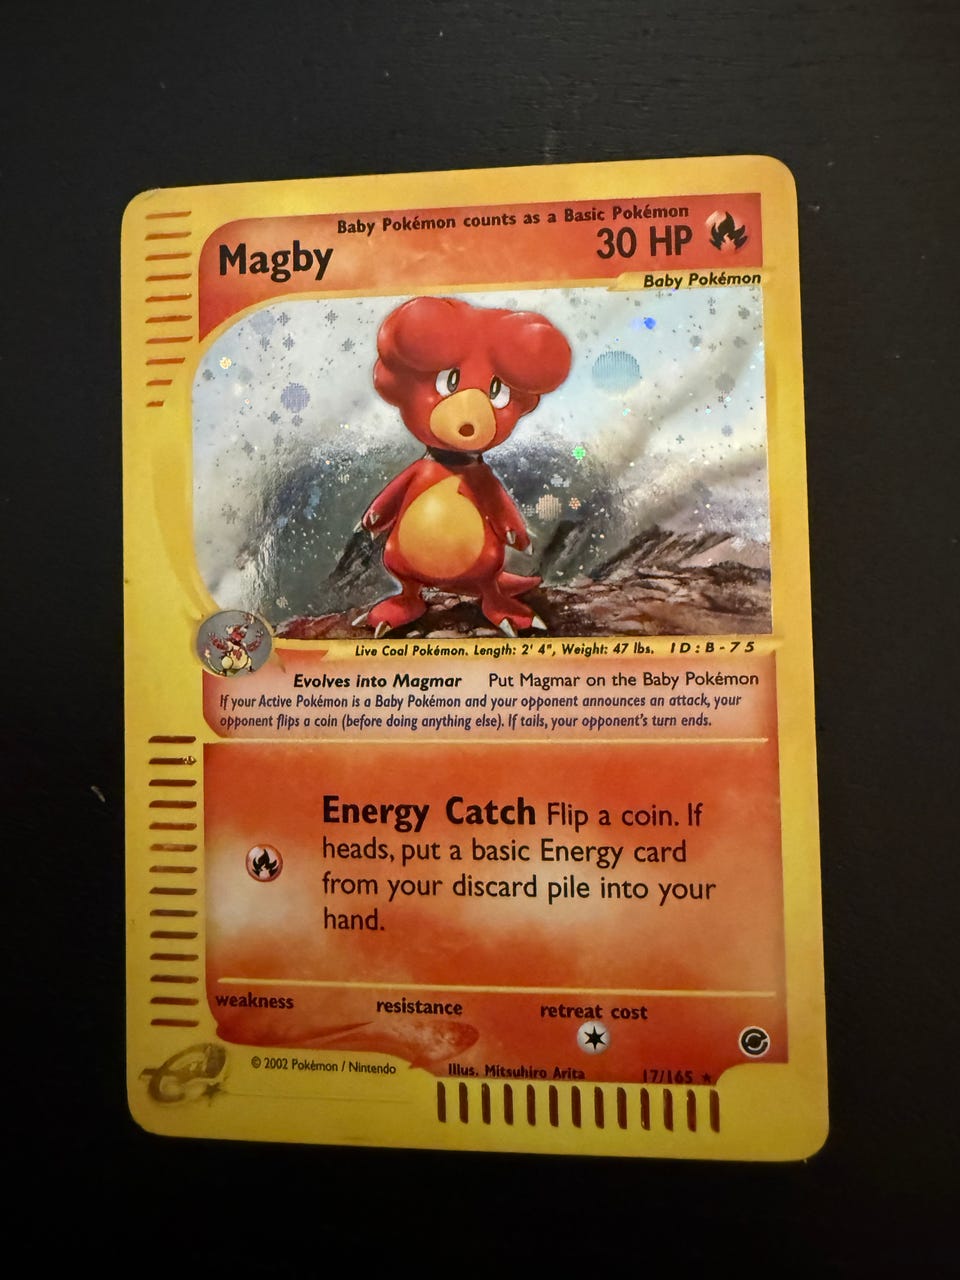 Baby Pokémon counts as a Basic Pokémon
Magby
30 HP
Baby Pokémon
Live Coal Pokémon. Length: 2' 4", Weight: 47 lbs. ID:B-75
Evolves into Magmar Put Magmar on the Baby Pokémon
If your Active Pokémon is a Baby Pokémon and your opponent announces an attack, your
opponent flips a coin (before doing anything else). If tails, your opponent's turn ends.
Energy Catch Flip a coin. If
heads, put a basic Energy card
from your discard pile into your
hand.
weakness resistance retreat cost
© 2002 Pokémon / Nintendo
Illus. Mitsuhiro Arita 17/165 ★
e